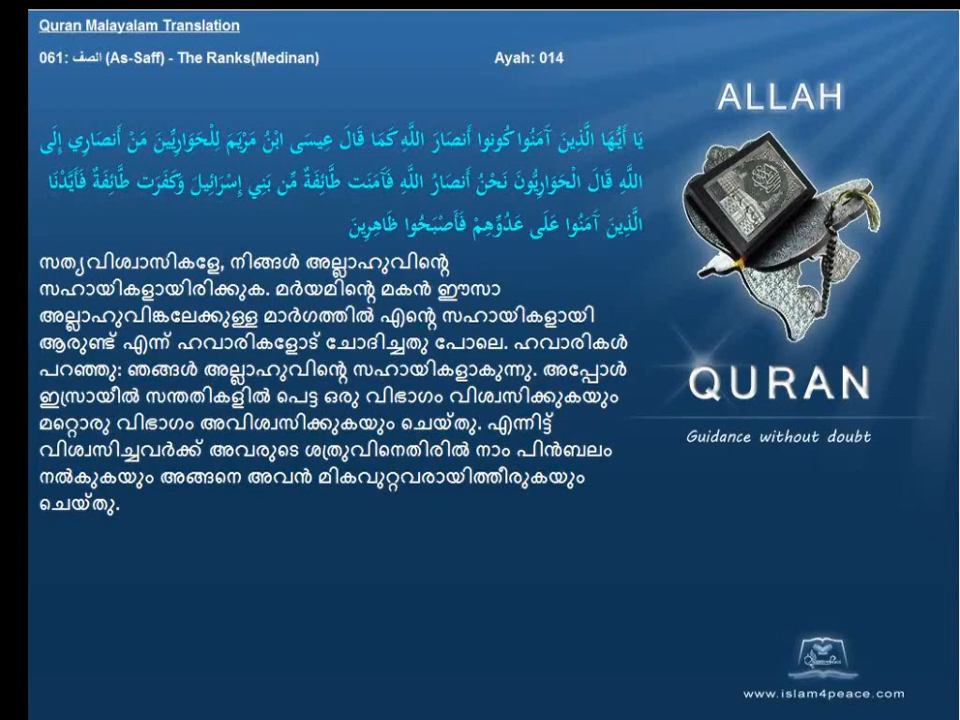 Quran Malayalam Translation
061: الصف (As-Saff) - The Ranks(Medinan) Ayah: 014
يَا أَيُّهَا الَّذِينَ آَمَنُوا كُونوا أَنصَارَ اللَّهِ كَمَا قَالَ عِيسَى ابْنُ مَرْيَمَ لِلْحَوَارِيِّينَ مَنْ أَنصَارِي إِلَى
اللَّهِ قَالَ الْحَوَارِيُّونَ نَحْنُ أَنصَارُ اللَّهِ فَآَمَنَت طَّائِفَةٌ مِّن بَنِي إِسْرَائِيلَ وَكَفَرَت طَّائِفَةٌ فَأَيَّدْنَا
الَّذِينَ آَمَنُوا عَلَى عَدُوِّهِمْ فَأَصْبَحُوا ظَاهِرِينَ
സത്യവിശ്വാസികളേ, നിങ്ങള്‍ അല്ലാഹുവിന്റെ
സഹായികളായിരിക്കുക. മര്‍യമിന്റെ മകന്‍ ഈസാ
അല്ലാഹുവിങ്കലേക്കുള്ള മാര്‍ഗത്തില്‍ എന്റെ സഹായികളായി
ആരുണ്ട് എന്ന് ഹവാരികളോട് ചോദിച്ചതു പോലെ. ഹവാരികള്‍
പറഞ്ഞു: ഞങ്ങള്‍ അല്ലാഹുവിന്റെ സഹായികളാകുന്നു. അപ്പോള്‍
ഇസ്രായീല്‍ സന്തതികളില്‍ പെട്ട ഒരു വിഭാഗം വിശ്വസിക്കുകയും
മറ്റൊരു വിഭാഗം അവിശ്വസിക്കുകയും ചെയ്തു. എന്നിട്ട്
വിശ്വസിച്ചവര്‍ക്ക് അവരുടെ ശത്രുവിനെതിരില്‍ നാം പിന്‍ബലം
നല്‍കുകയും അങ്ങനെ അവന്‍ മികവുറ്റവരായിത്തീരുകയും
ചെയ്തു.
ALLAH
QURAN
Guidance without doubt
www.islam4peace.com